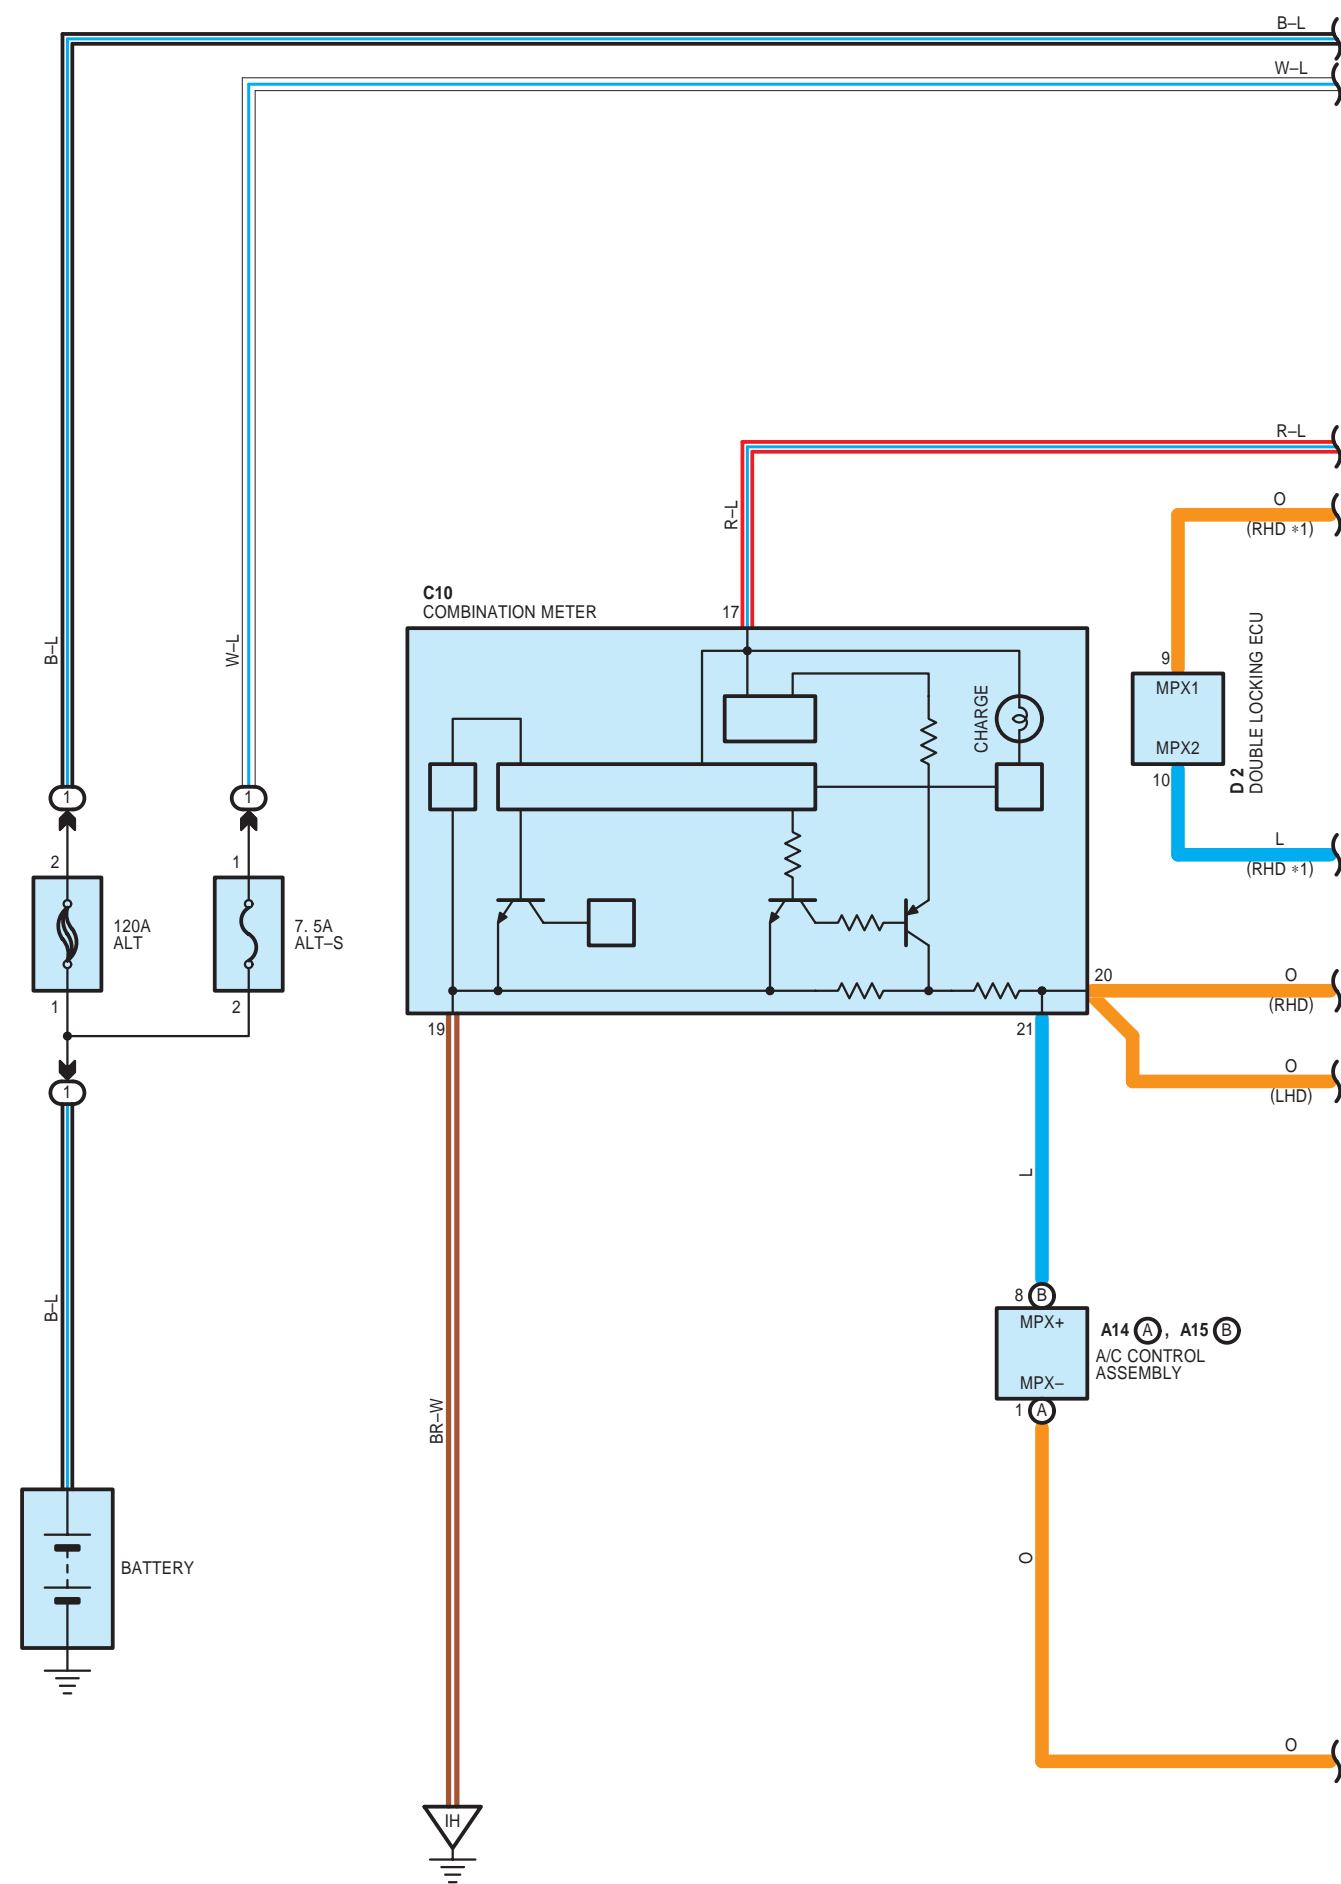 B–L
W–L
R–L
O
(RHD *1)
R–L
C10
COMBINATION METER
17
B–L
W–L
9
MPX1
MPX2
10
D 2
DOUBLE LOCKING ECU
CHARGE
1
1
L
(RHD *1)
2
1
120A
ALT
7. 5A
ALT–S
1
2
20
O
(RHD)
19
21
O
(LHD)
1
L
B–L
8 B
MPX+
MPX–
1 A
A14 A , A15 B
A/C CONTROL
ASSEMBLY
BR–W
BATTERY
O
O
IH